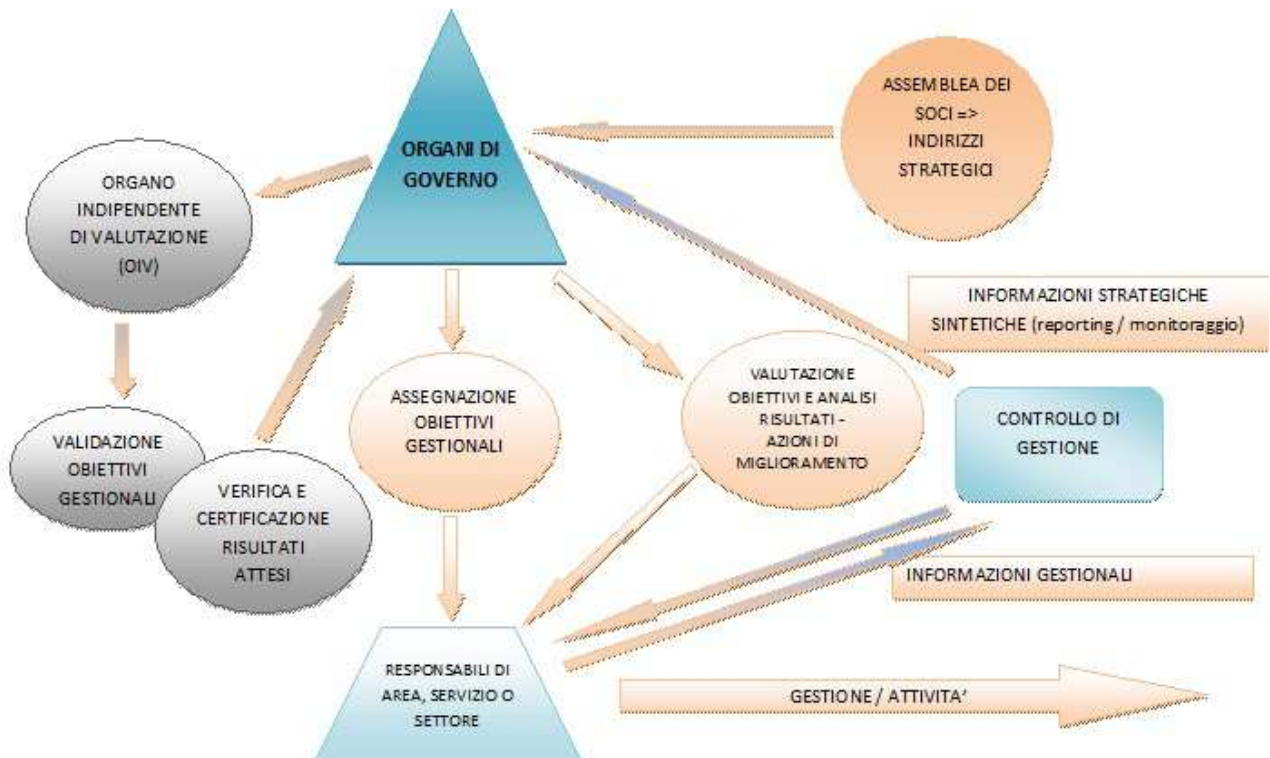 ASSEMBLEA DEI
SOCI =>
INDIRIZZI
STRATEGICI
ORGANI DI
GOVERNO
ORGANO
INDIPENDENTE
DI VALUTAZIONE
(OIV)
INFORMAZIONI STRATEGICHE
SINTETICHE (reporting / monitoraggio)
VALIDAZIONE
OBIETTIVI
GESTIONALI
VERIFICA E
CERTIFICAZIONE
RISULTATI
ATTESI
ASSEGNAZIONE
OBIETTIVI
GESTIONALI
VALUTAZIONE
OBIETTIVI E ANALISI
RISULTATI -
AZIONI DI
MIGLIORAMENTO
CONTROLLO DI
GESTIONE
INFORMAZIONI GESTIONALI
RESPONSABILI DI
AREA, SERVIZIO O
SETTORE
GESTIONE / ATTIVITA'